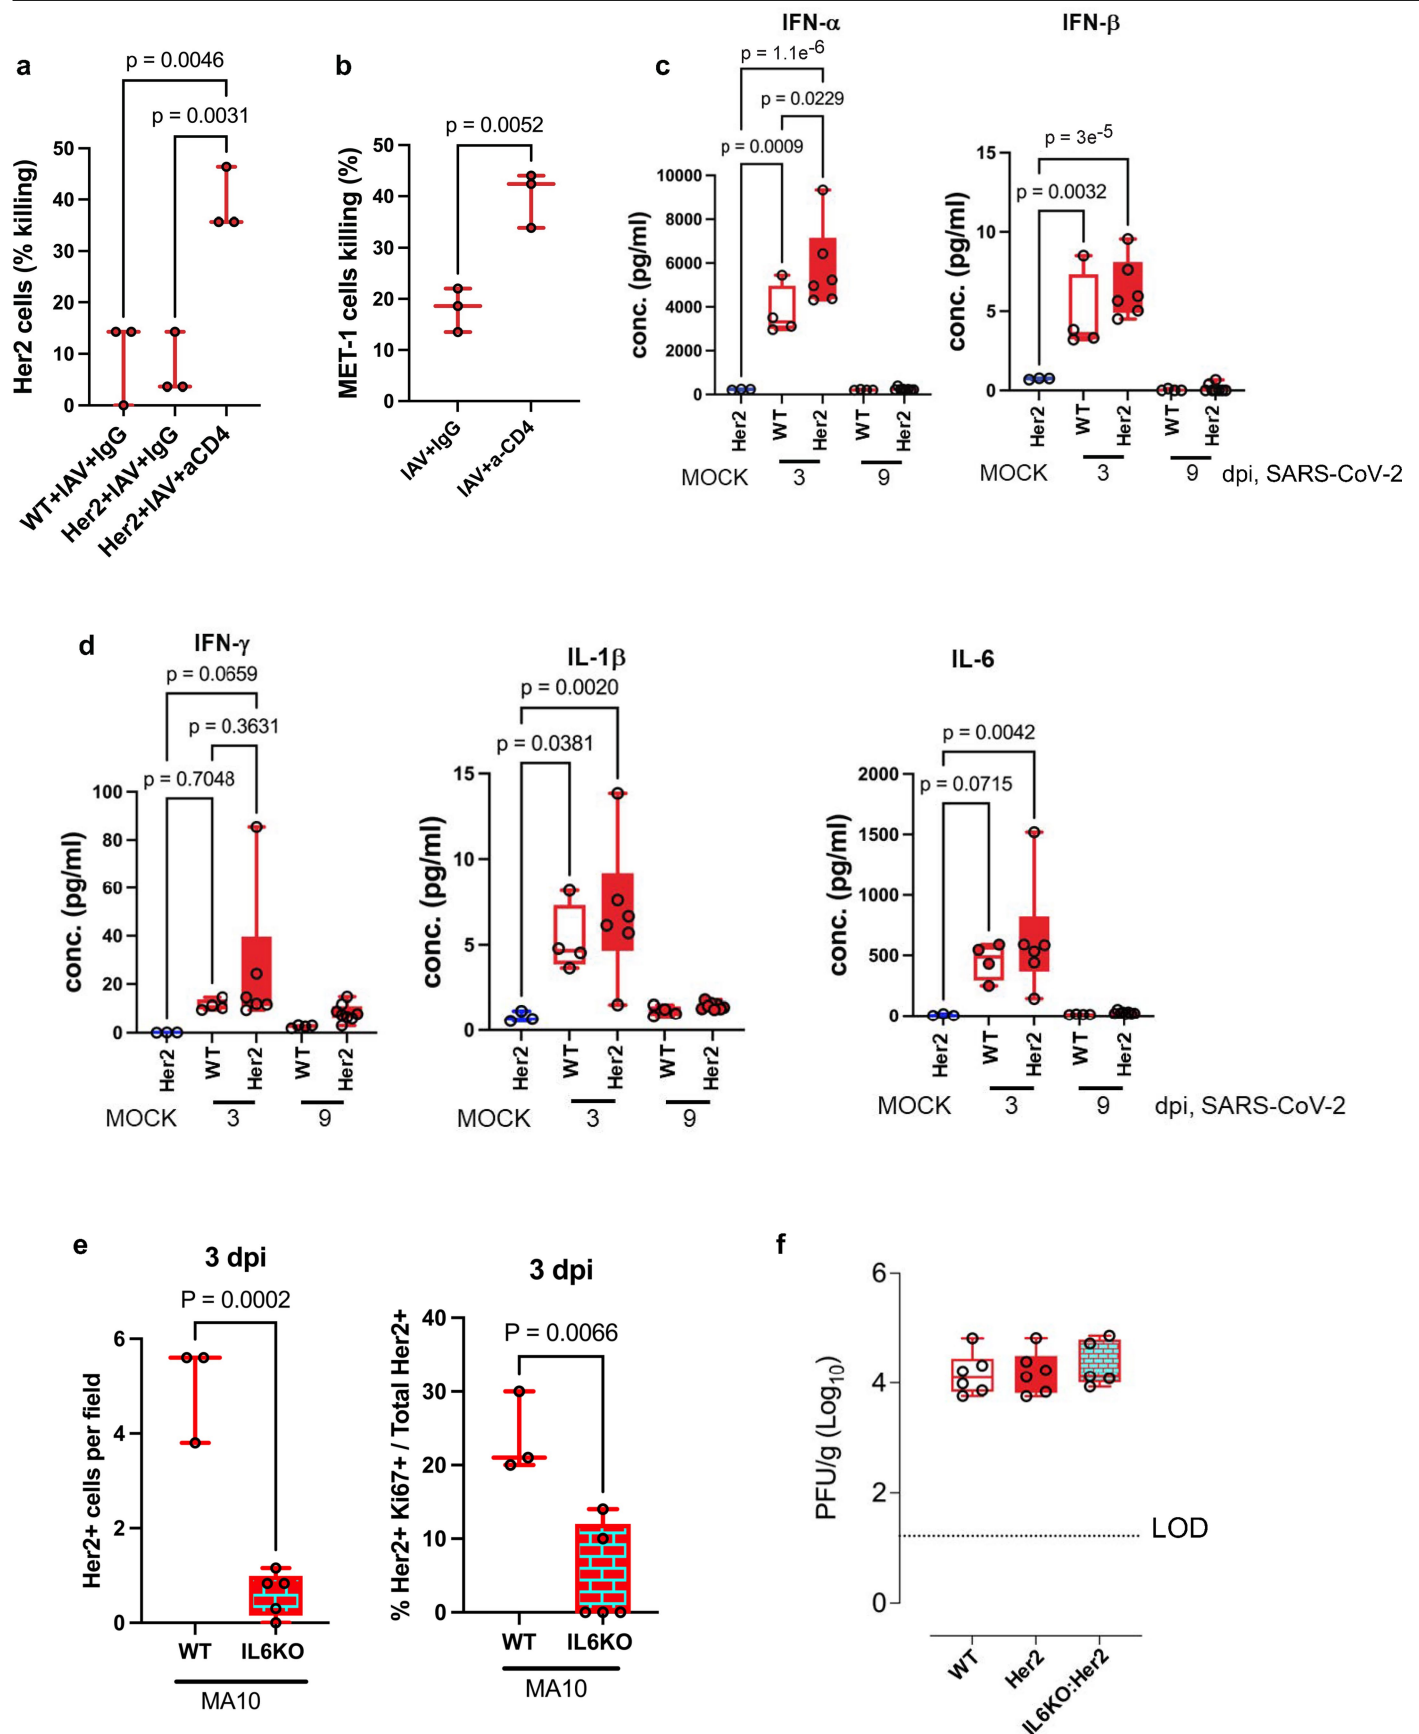 a
p = 0.0046
p = 0.0031
Her2 cells (% killing)
50
40
30
20
10
0
WT+IAV+IgG
Her2+IAV+IgG
Her2+IAV+aCD4
b
p = 0.0052
MET-1 cells killing (%)
50
40
30
20
10
0
IAV+IgG
IAV+a-CD4
c
IFN-α
p = 1.1e-6
p = 0.0229
p = 0.0009
conc. (pg/ml)
10000
8000
6000
4000
2000
0
Her2
WT
Her2
WT
Her2
MOCK
3
9
IFN-β
p = 3e-5
p = 0.0032
conc. (pg/ml)
15
10
5
0
Her2
WT
Her2
WT
Her2
MOCK
3
9
dpi, SARS-CoV-2
d
IFN-γ
p = 0.0659
p = 0.3631
p = 0.7048
conc. (pg/ml)
100
80
60
40
20
0
Her2
WT
Her2
WT
Her2
MOCK
3
9
IL-1β
p = 0.0020
p = 0.0381
conc. (pg/ml)
15
10
5
0
Her2
WT
Her2
WT
Her2
MOCK
3
9
IL-6
p = 0.0042
p = 0.0715
conc. (pg/ml)
2000
1500
1000
500
0
Her2
WT
Her2
WT
Her2
MOCK
3
9
dpi, SARS-CoV-2
e
3 dpi
P = 0.0002
Her2+ cells per field
6
4
2
0
WT
IL6KO
MA10
3 dpi
P = 0.0066
% Her2+ Ki67+ / Total Her2+
40
30
20
10
0
WT
IL6KO
MA10
f
PFU/g (Log10)
6
4
2
0
LOD
WT
Her2
IL6KO:Her2